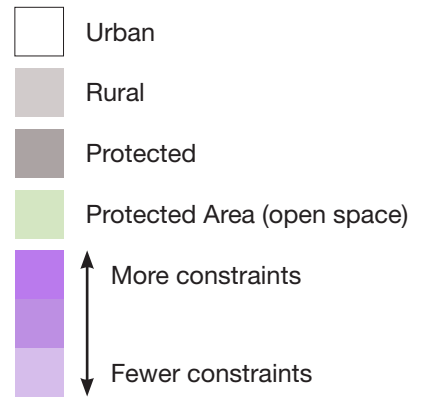 Urban
Rural
Protected
Protected Area (open space)
More constraints
Fewer constraints